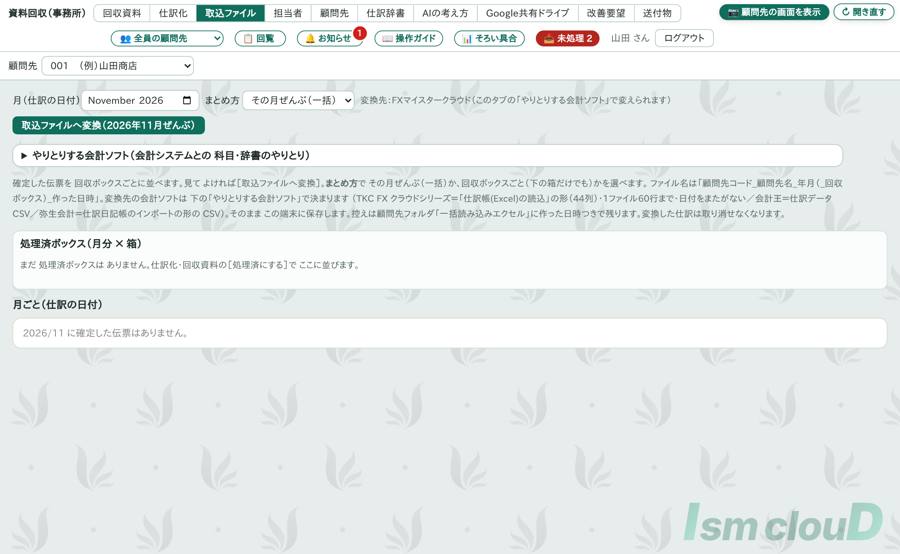 資料回収(事務所) 回収資料 仕訳化 取込ファイル 担当者 顧問先 仕訳辞書 AIの考え方 Google共有ドライブ 改善要望 送付物 📷 顧問先の画面を表示 ↻ 開き直す
👥 全員の顧問先 📋 回覧 🔔 お知らせ 1 📖 操作ガイド 📊 そろい具合 📥 未処理 2 山田 さん ログアウト
顧問先 001 (例)山田商店
月(仕訳の日付) November 2026 まとめ方 その月ぜんぶ(一括) 変換先:FXマイスタークラウド(このタブの「やりとりする会計ソフト」で変えられます)
取込ファイルへ変換(2026年11月ぜんぶ)
▶ やりとりする会計ソフト(会計システムとの 科目・辞書のやりとり)
確定した伝票を 回収ボックスごとに並べます。見て よければ[取込ファイルへ変換]。まとめ方で その月ぜんぶ(一括)か、回収ボックスごと(下の箱だけでも)かを選べます。ファイル名は「顧問先コード_顧問先名_年月(_回収
ボックス)_作った日時」。変換先の会計ソフトは 下の「やりとりする会計ソフト」で決まります(TKC FX クラウドシリーズ=「仕訳帳(Excel)の読込」の形(44列)・1ファイル60行まで・日付をまたがない/会計王=仕訳データ
CSV/弥生会計=仕訳日記帳のインポートの形の CSV)。そのまま この端末に保存します。控えは顧問先フォルダ「一括読み込みエクセル」に作った日時つきで残ります。変換した仕訳は取り消せなくなります。
処理済ボックス(月分 × 箱)
まだ 処理済ボックスは ありません。仕訳化・回収資料の[処理済にする]で ここに並びます。
月ごと(仕訳の日付)
2026/11 に確定した伝票はありません。
Ism clouD